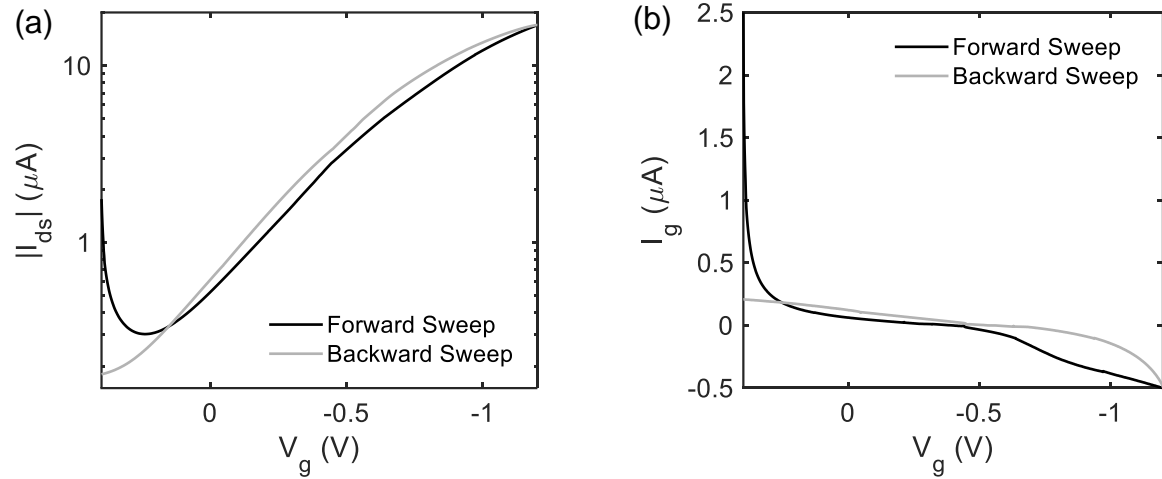 (a)
10
1
|I_ds| (μA)
Forward Sweep
Backward Sweep
0
-0.5
-1
V_g (V)
(b)
2.5
2
1.5
1
0.5
0
-0.5
I_g (μA)
Forward Sweep
Backward Sweep
0
-0.5
-1
V_g (V)